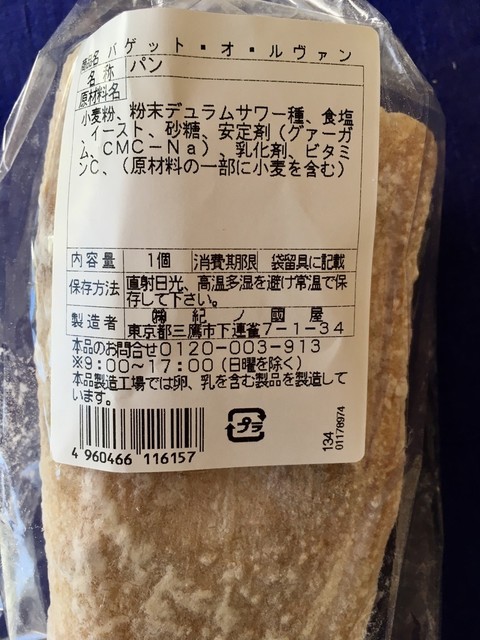 商品名 バゲット・オ・ルヴァン
名称 パン
原材料名
小麦粉、粉末デュラムサワー種、食塩
、イースト、砂糖、安定剤（グァーガ
ム、CMC－Na）、乳化剤、ビタミ
ンC、（原材料の一部に小麦を含む）
内容量 1個 消費期限 袋留具に記載
保存方法 直射日光、高温多湿を避け常温で保
存して下さい。
製造者 ㈱紀ノ國屋
東京都三鷹市下連雀7－1－34
本品のお問合せ0120－003－913
※9：00～17：00（日曜を除く）
本品製造工場では卵、乳を含む製品を製造して
います。
プラ
4 960466 116157
134
01176974